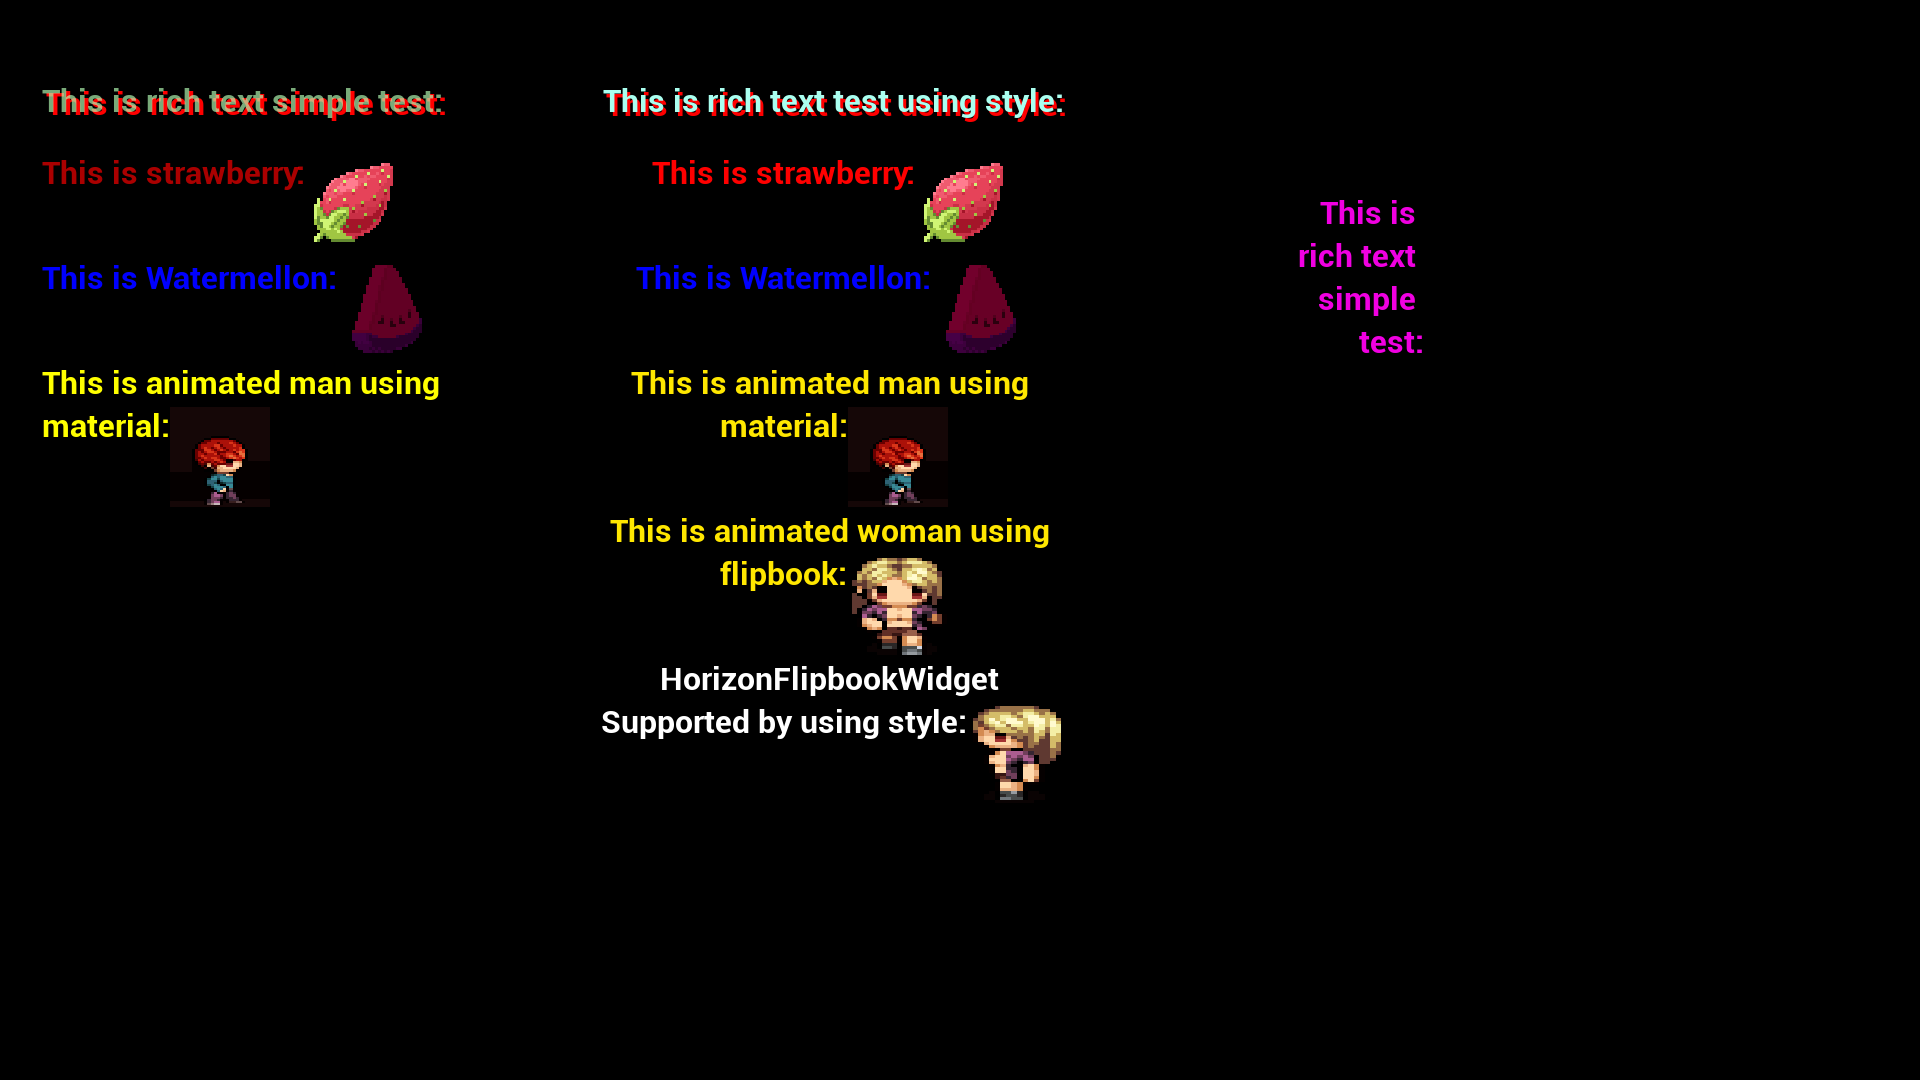 This is rich text simple test:
This is strawberry:
This is Watermellon:
This is animated man using
material:
This is rich text test using style:
This is strawberry:
This is Watermellon:
This is animated man using
material:
This is animated woman using
flipbook:
HorizonFlipbookWidget
Supported by using style:
This is
rich text
simple
test: